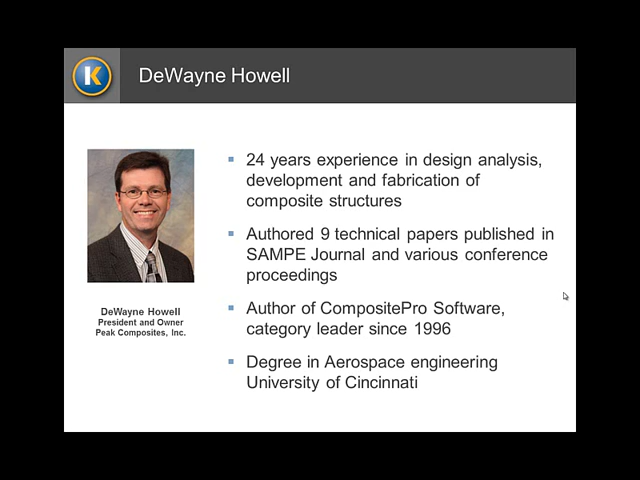 K
DeWayne Howell
24 years experience in design analysis,
development and fabrication of
composite structures
Authored 9 technical papers published in
SAMPE Journal and various conference
proceedings
Author of CompositePro Software,
category leader since 1996
Degree in Aerospace engineering
University of Cincinnati
DeWayne Howell
President and Owner
Peak Composites, Inc.